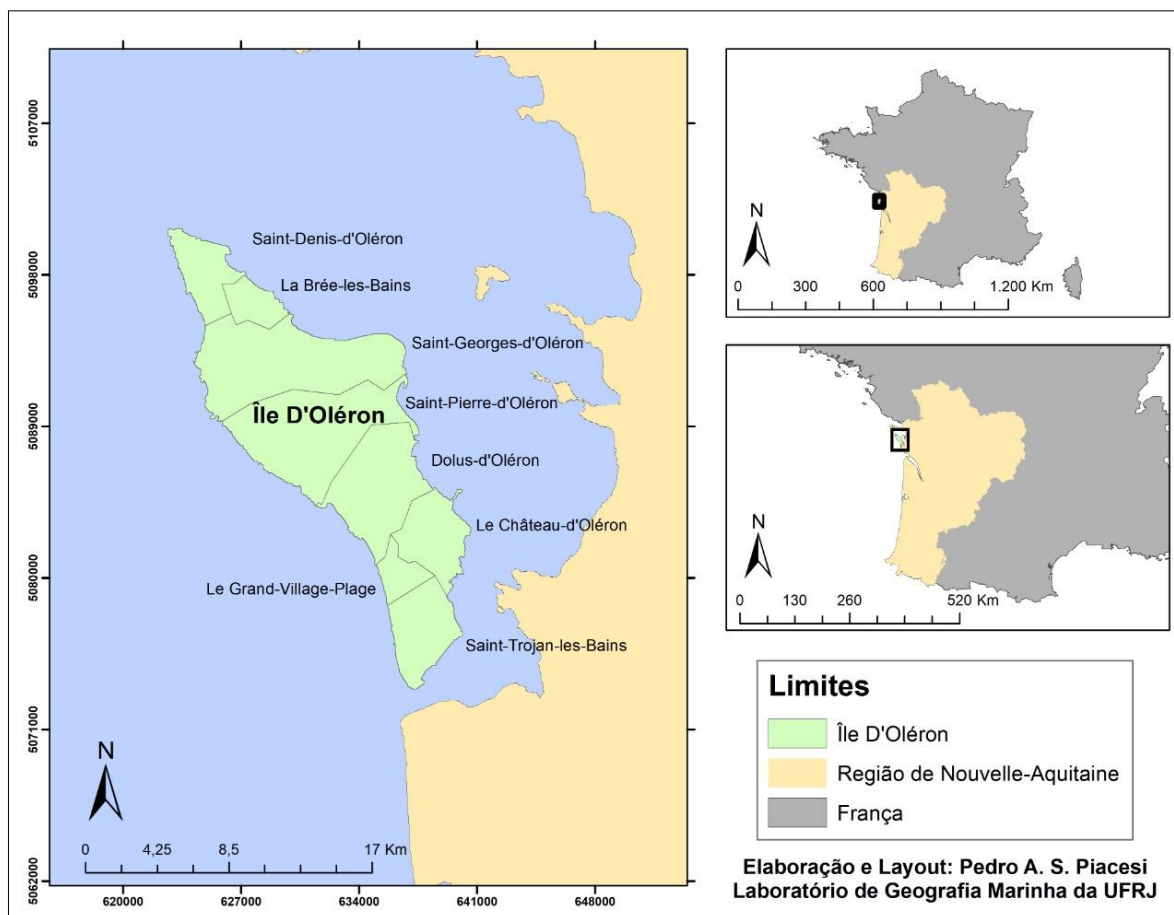 5107000
5098000
5089000
5080000
5071000
5062000
620000
627000
634000
641000
648000
Saint-Denis-d'Oléron
La Brée-les-Bains
Saint-Georges-d'Oléron
Saint-Pierre-d'Oléron
Île D'Oléron
Dolus-d'Oléron
Le Château-d'Oléron
Le Grand-Village-Plage
Saint-Trojan-les-Bains
N
0 4,25 8,5 17 Km
N
0 300 600 1.200 Km
N
0 130 260 520 Km
Limites
Île D'Oléron
Região de Nouvelle-Aquitaine
França
Elaboração e Layout: Pedro A. S. Piacesi
Laboratório de Geografia Marinha da UFRJ